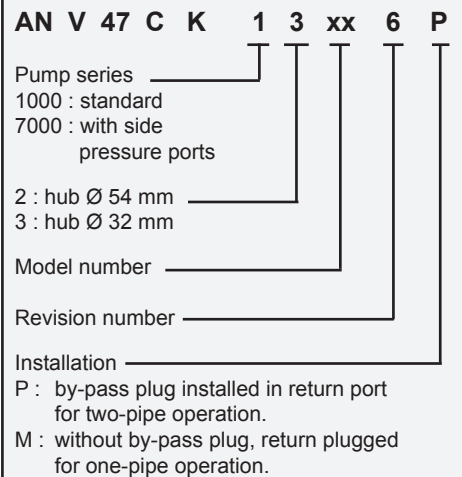 AN V 47 C K 1 3 xx 6 P
Pump series
1000 : standard
7000 : with side
pressure ports
2 : hub Ø 54 mm
3 : hub Ø 32 mm
Model number
Revision number
Installation
P : by-pass plug installed in return port
for two-pipe operation.
M : without by-pass plug, return plugged
for one-pipe operation.